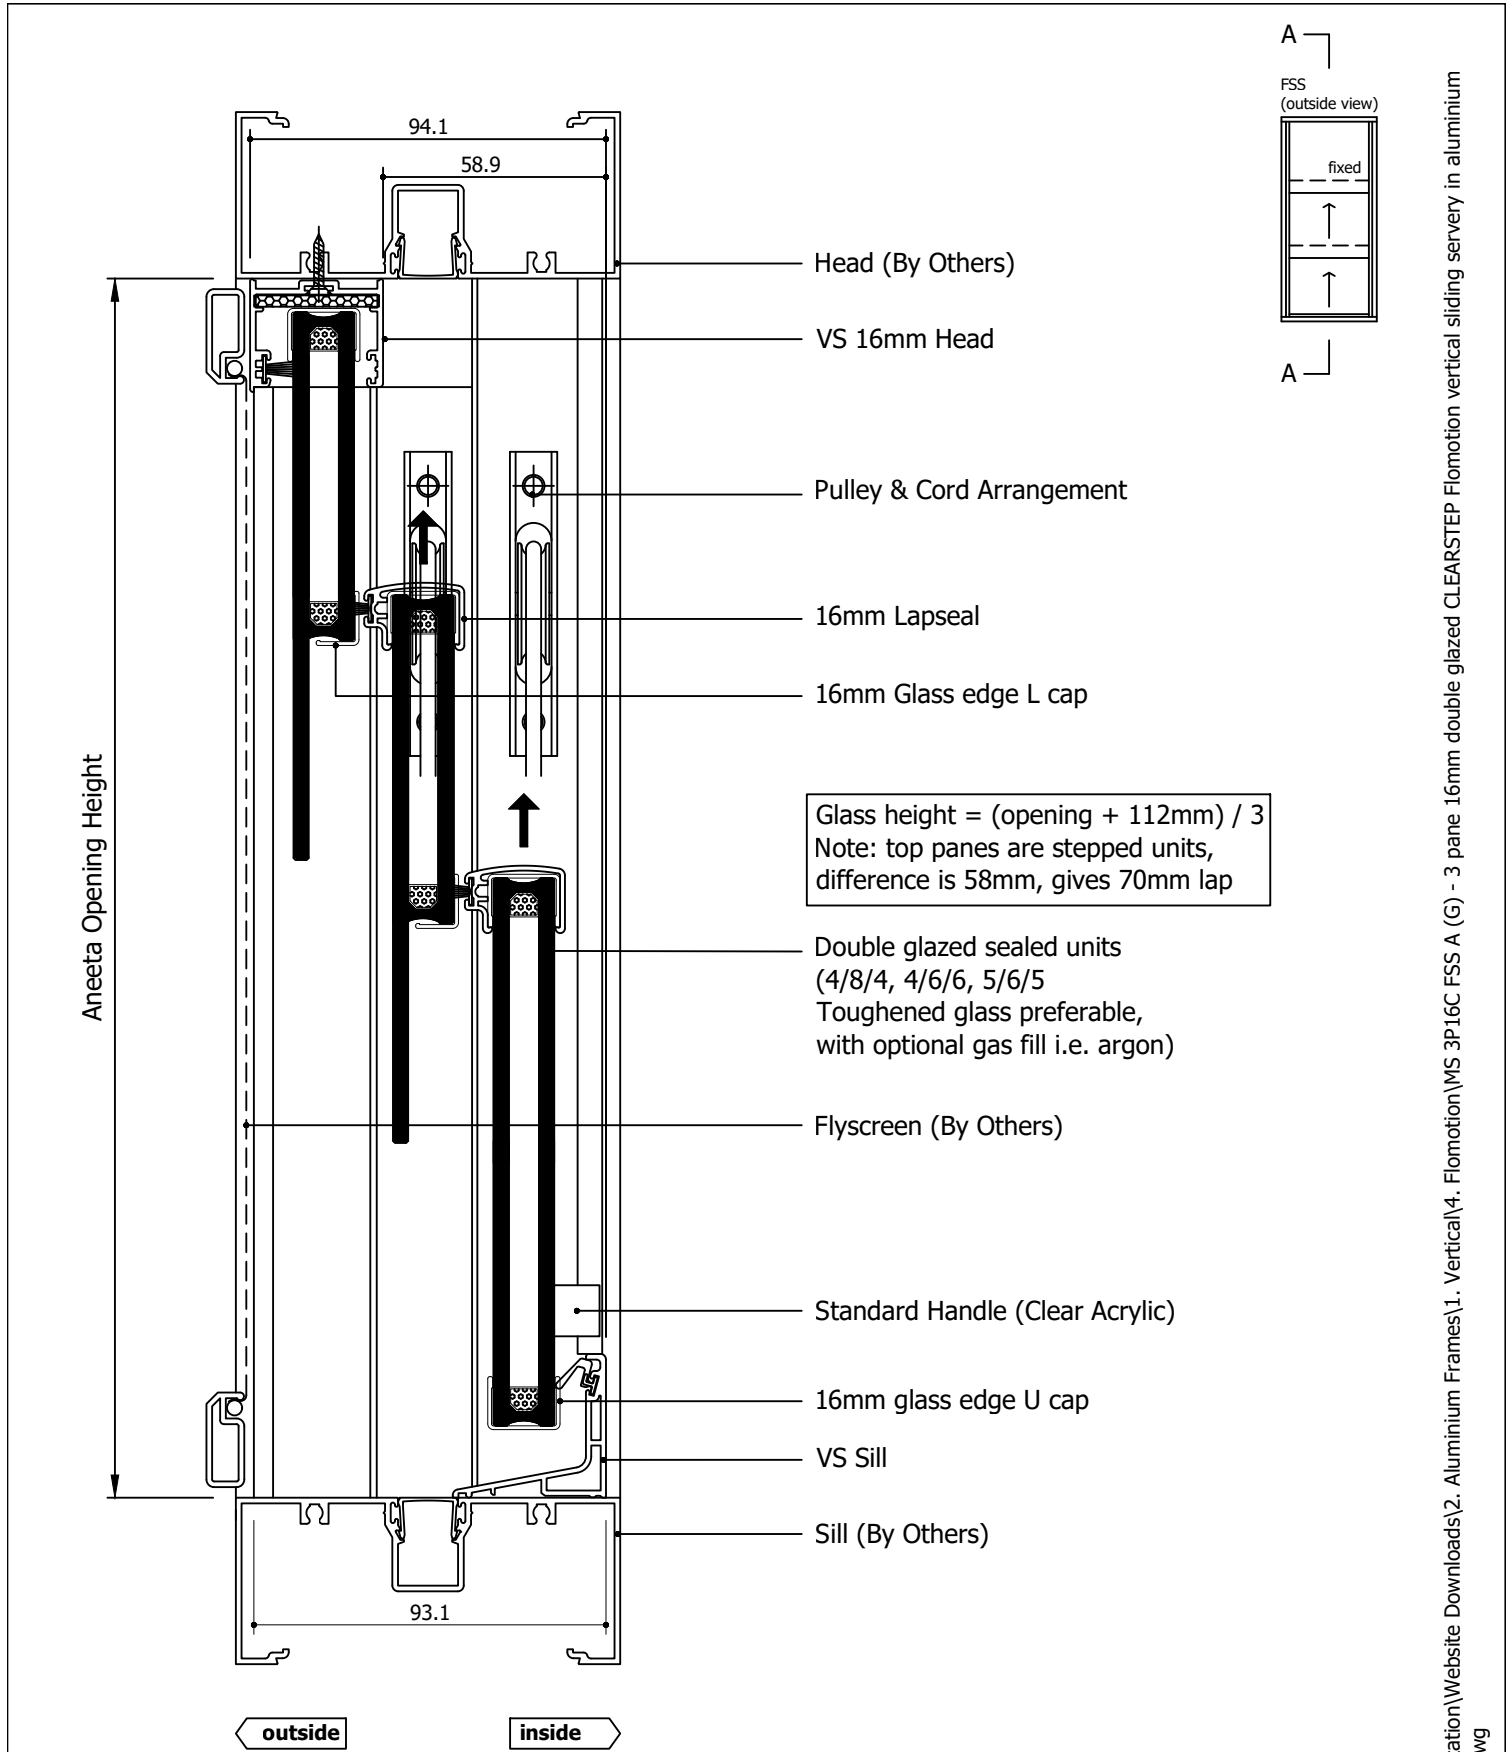 A
FSS
(outside view)
fixed
A
94.1
58.9
Head (By Others)
VS 16mm Head
Pulley & Cord Arrangement
16mm Lapseal
16mm Glass edge L cap
Aneeta Opening Height
Glass height = (opening + 112mm) / 3
Note: top panes are stepped units,
difference is 58mm, gives 70mm lap
Double glazed sealed units
(4/8/4, 4/6/6, 5/6/5
Toughened glass preferable,
with optional gas fill i.e. argon)
Flyscreen (By Others)
Standard Handle (Clear Acrylic)
16mm glass edge U cap
VS Sill
Sill (By Others)
93.1
outside
inside
ation\Website Downloads\2. Aluminium Frames\1. Vertical\4. Flomotion\MS 3P16C FSS A (G) - 3 pane 16mm double glazed CLEARSTEP Flomotion vertical sliding servery in aluminium
wg